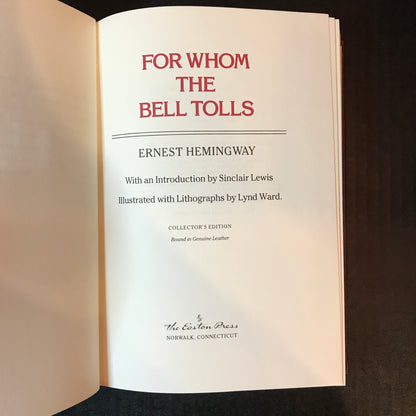 FOR WHOM
THE
BELL TOLLS
ERNEST HEMINGWAY
With an Introduction by Sinclair Lewis
Illustrated with Lithographs by Lynd Ward.
COLLECTOR'S EDITION
Bound in Genuine Leather
The Easton Press
NORWALK, CONNECTICUT